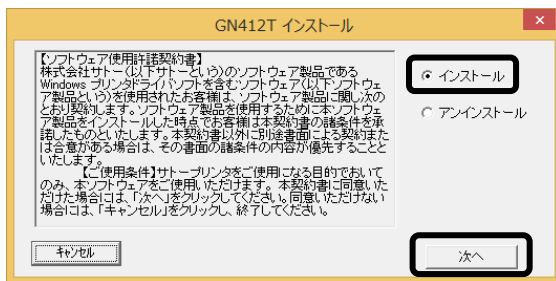 GN412T インストール
【ソフトウェア使用許諾契約書】
株式会社サトー(以下サトーという)のソフトウェア製品である
Windows プリンタドライバソフトを含むソフトウェア(以下ソフトウェ
ア製品という)を使用されたお客様は、ソフトウェア製品に関し次の
とおり契約します。ソフトウェア製品を使用するために本ソフトウェ
ア製品をインストールした時点でお客様は本契約書の諸条件を承
諾したものといたします。本契約書以外に別途書面による契約また
は合意がある場合は、その書面の諸条件の内容が優先することと
いたします。
【ご使用条件】サトープリンタをご使用になる目的でおいて
のみ、本ソフトウェアをご使用いただけます。本契約書に同意いた
だけた場合には、「次へ」をクリックしてください。同意いただけない
場合には、「キャンセル」をクリックし、終了してください。
インストール
アンインストール
キャンセル
次へ